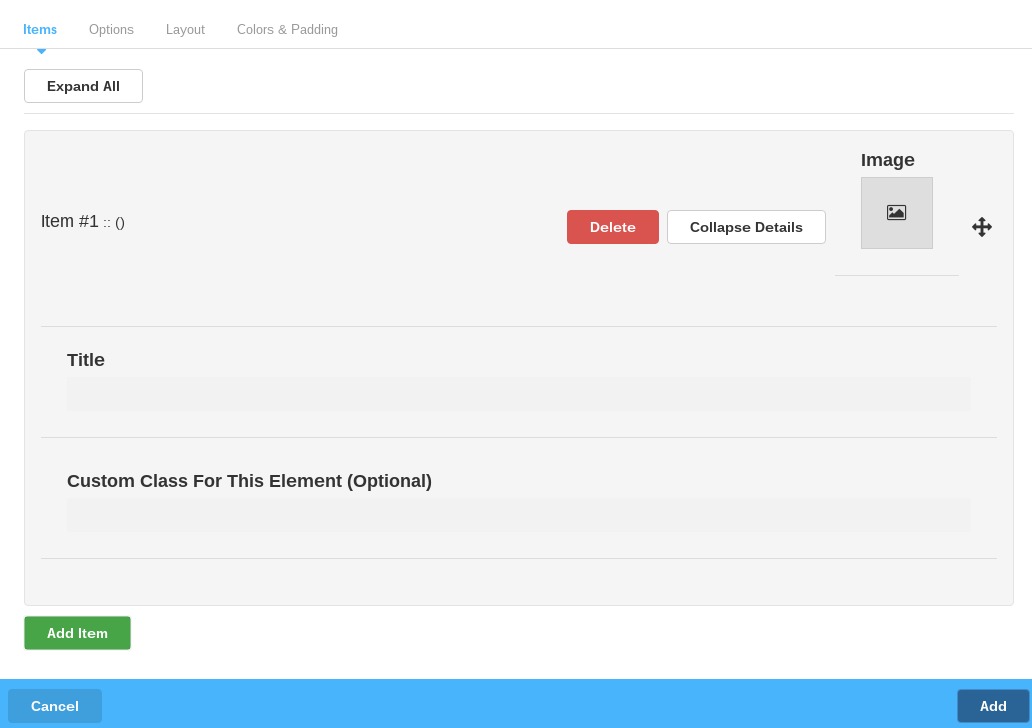 Items Options Layout Colors & Padding
Expand All
Image
Item #1 :: ()
Delete Collapse Details
Title
Custom Class For This Element (Optional)
Add Item
Cancel Add